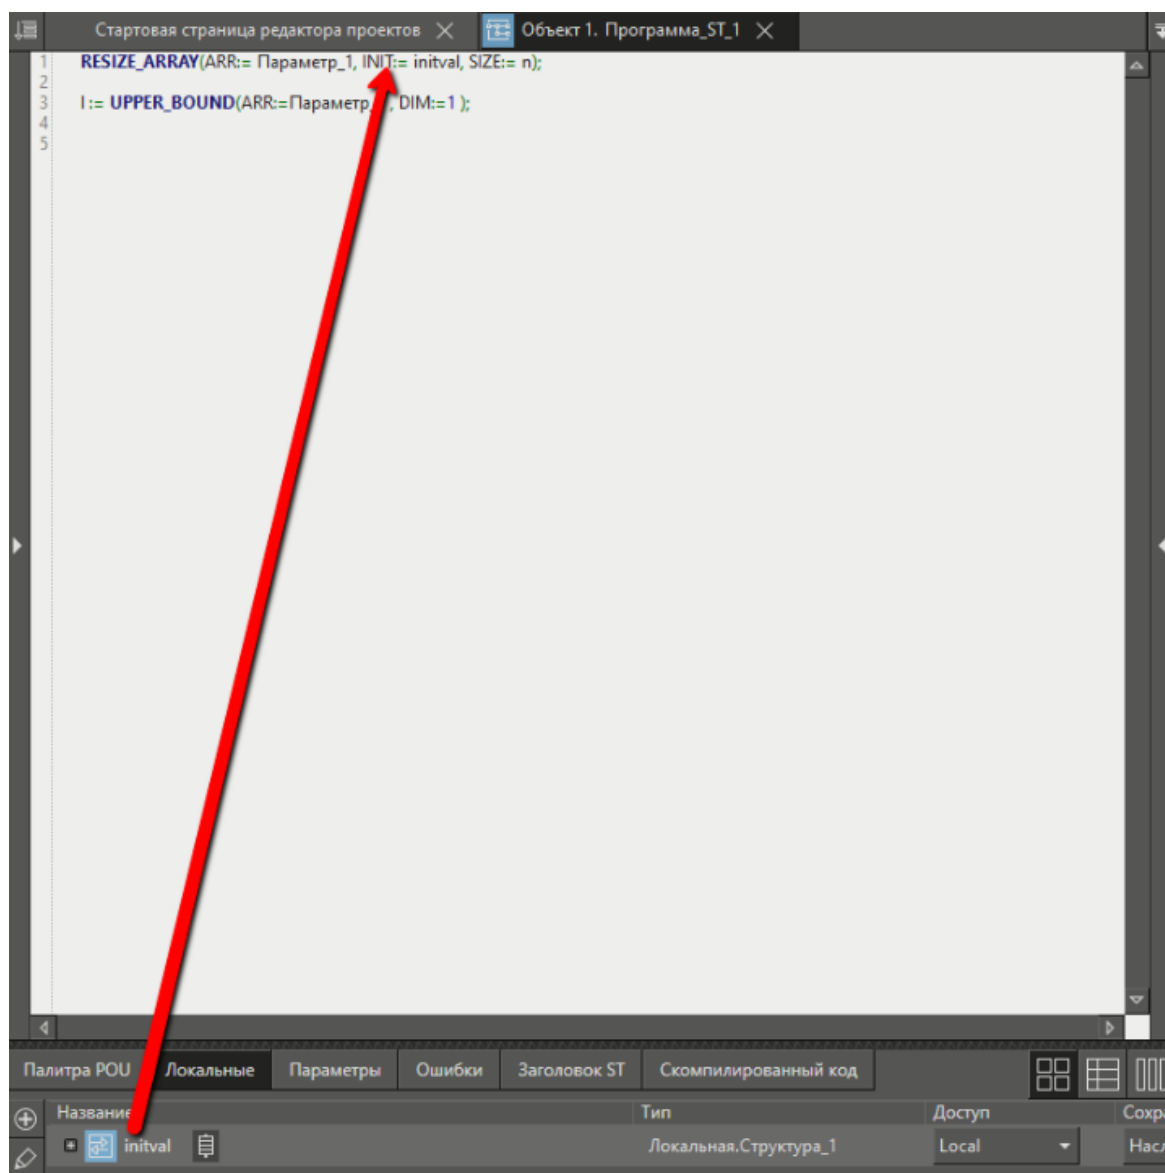 Стартовая страница редактора проектов
Объект 1. Программа_ST_1
1 RESIZE_ARRAY(ARR:= Параметр_1, INIT:= initval, SIZE:= n);
2
3 I := UPPER_BOUND(ARR:=Параметр_ , DIM:=1 );
4
5
Палитра POU Локальные Параметры Ошибки Заголовок ST Скомпилированный код
Название Тип Доступ
initval Локальная.Структура_1 Local